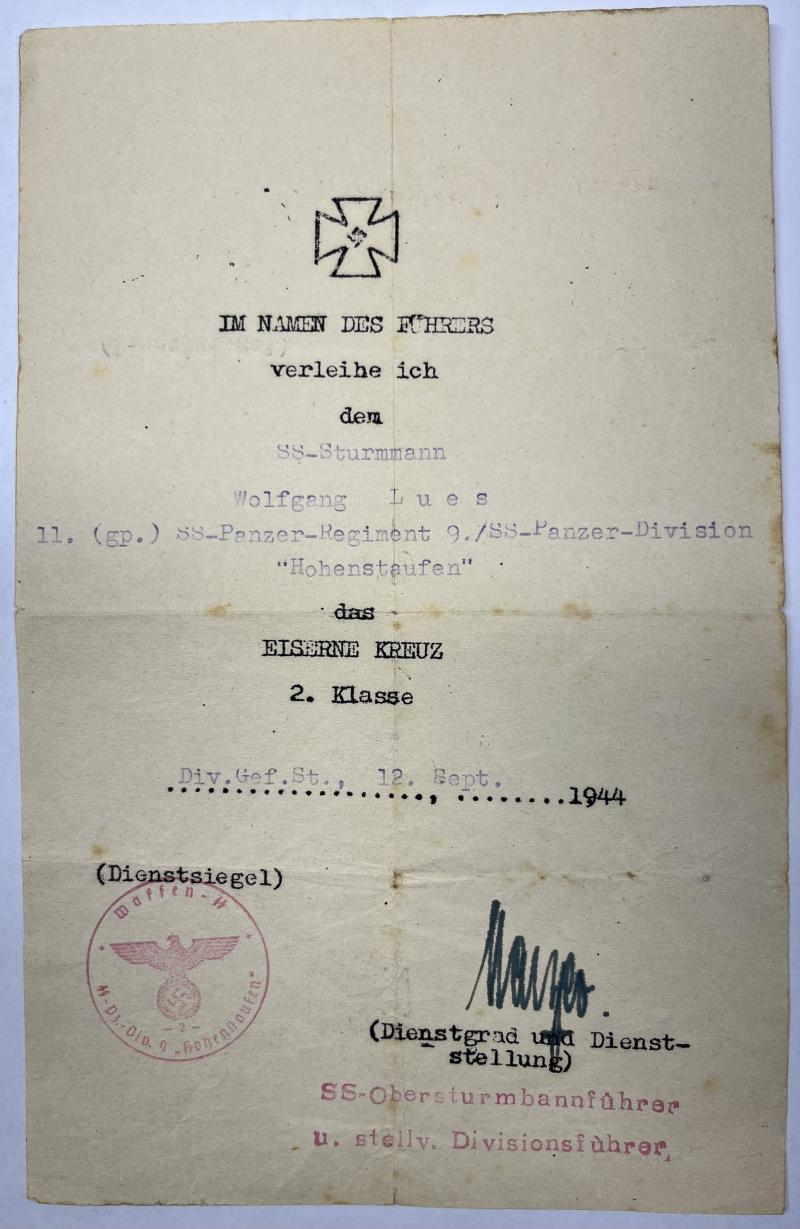 IM NAMEN DES FÜHRERS
verleihe ich
dem
SS-Sturmmann
Wolfgang Lues
11. (gp.) SS-Panzer-Regiment 9./SS-Panzer-Division
"Hohenstaufen"
das
EISERNE KREUZ
2. Klasse
Div.Gef.St., 12. Sept.
...................., ........1944
(Dienstsiegel)
Waffen-SS
- 2 -
SS-Pz.-Div. 9 „Hohenstaufen"
(Dienstgrad und Dienst-
stellung)
SS-Obersturmbannführer
u. stellv. Divisionsführer